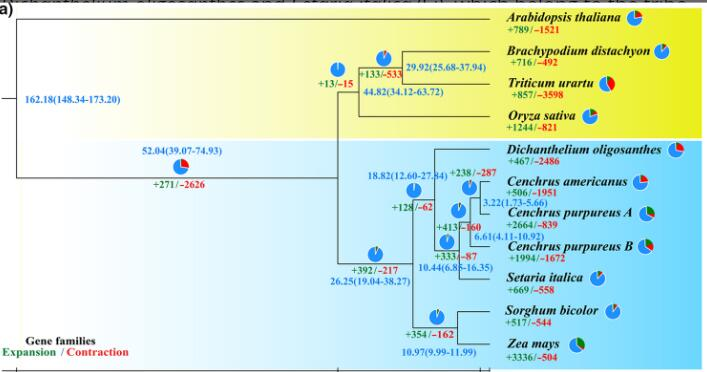 a)
Arabidopsis thaliana
+789/-1521
Brachypodium distachyon
+716/-492
+13/-15
+133/-533
29.92(25.68-37.94)
Triticum urartu
+857/-3598
44.82(34.12-63.72)
162.18(148.34-173.20)
Oryza sativa
+1244/-821
52.04(39.07-74.93)
Dichanthelium oligosanthes
+467/-2486
+271/-2626
18.82(12.60-27.84)
+238/-287
Cenchrus americanus
+506/-1951
+128/-62
3.22(1.73-5.66)
Cenchrus purpureus A
+2664/-839
+413/-160
6.61(4.11-10.92)
Cenchrus purpureus B
+1994/-1672
+333/-87
+392/-217
10.44(6.85-16.35)
Setaria italica
+669/-558
26.25(19.04-38.27)
Sorghum bicolor
+517/-544
+354/-162
Gene families
Expansion / Contraction
Zea mays
+3336/-504
10.97(9.99-11.99)